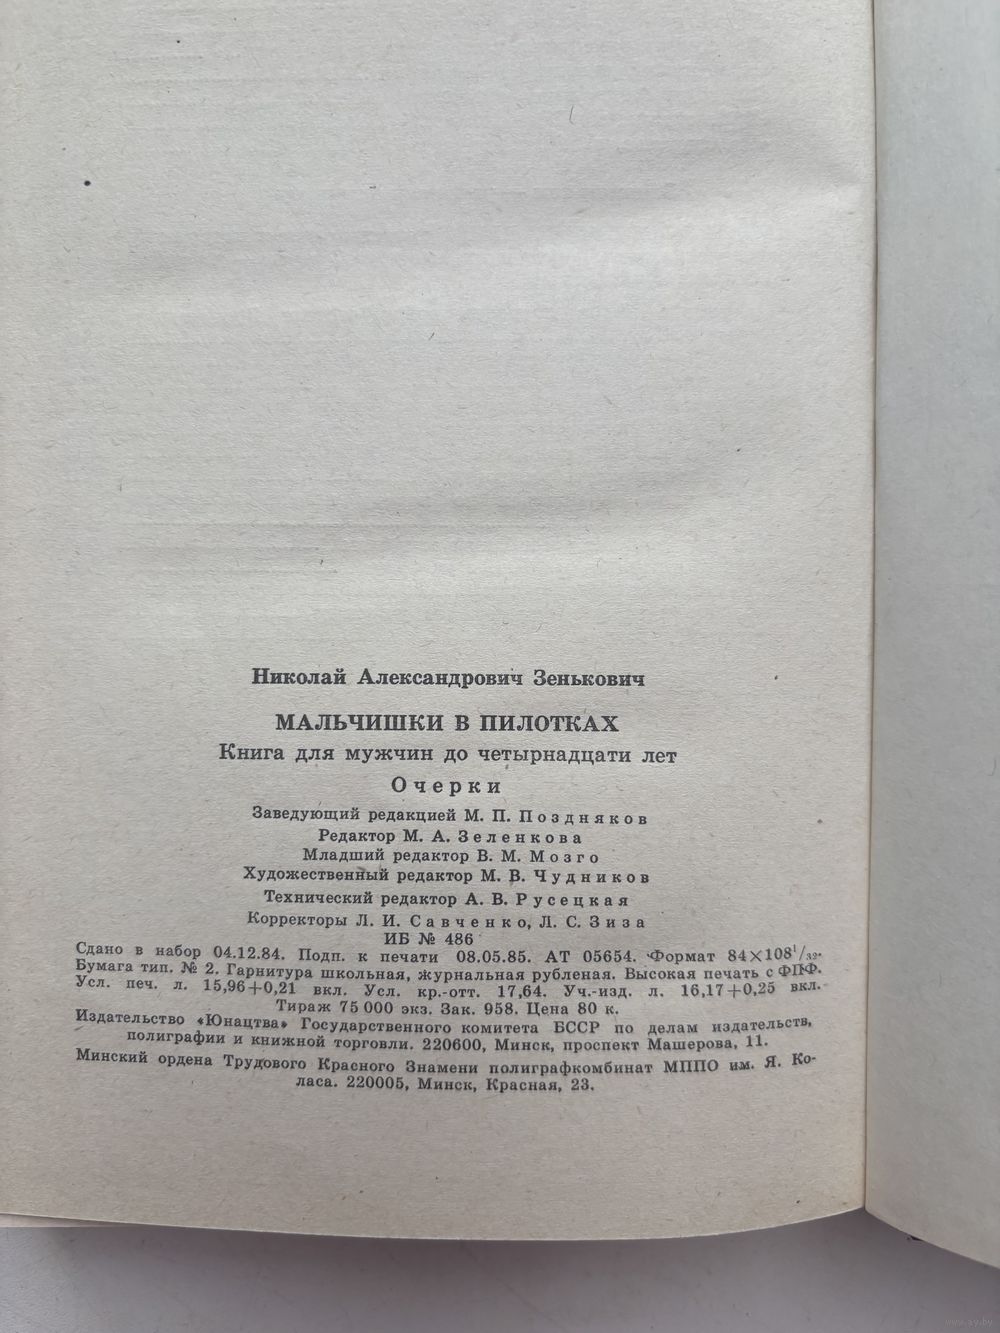 Николай Александрович Зенькович
МАЛЬЧИШКИ В ПИЛОТКАХ
Книга для мужчин до четырнадцати лет
Очерки
Заведующий редакцией М. П. Поздняков
Редактор М. А. Зеленкова
Младший редактор В. М. Мозго
Художественный редактор М. В. Чудников
Технический редактор А. В. Русецкая
Корректоры Л. И. Савченко, Л. С. Зиза
ИБ № 486
Сдано в набор 04.12.84. Подп. к печати 08.05.85. АТ 05654. Формат 84×108¹/₃₂.
Бумага тип. № 2. Гарнитура школьная, журнальная рубленая. Высокая печать с ФПФ.
Усл. печ. л. 15,96+0,21 вкл. Усл. кр.-отт. 17,64. Уч.-изд. л. 16,17+0,25 вкл.
Тираж 75 000 экз. Зак. 958. Цена 80 к.
Издательство «Юнацтва» Государственного комитета БССР по делам издательств,
полиграфии и книжной торговли. 220600, Минск, проспект Машерова, 11.
Минский ордена Трудового Красного Знамени полиграфкомбинат МППО им. Я. Ко-
ласа. 220005, Минск, Красная, 23.
www.ay.by